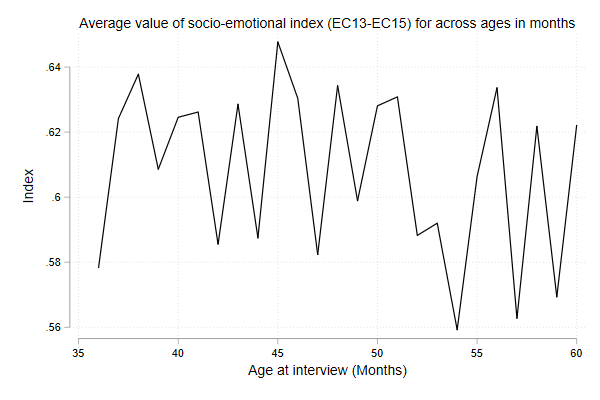 Average value of socio-emotional index (EC13-EC15) for across ages in months
.64
.62
.6
.58
.56
Index
35 40 45 50 55 60
Age at interview (Months)